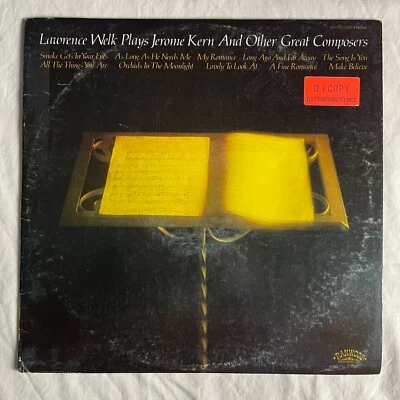 Lawrence Welk Plays Jerome Kern And Other Great Composers
Smoke Gets In Your Eyes As Long As He Needs Me My Romance Long Ago And Far Away The Song Is You
All The Things You Are Orchids In The Moonlight Lovely To Look At A Fine Romance Make Believe
D J COPY
RANWOOD